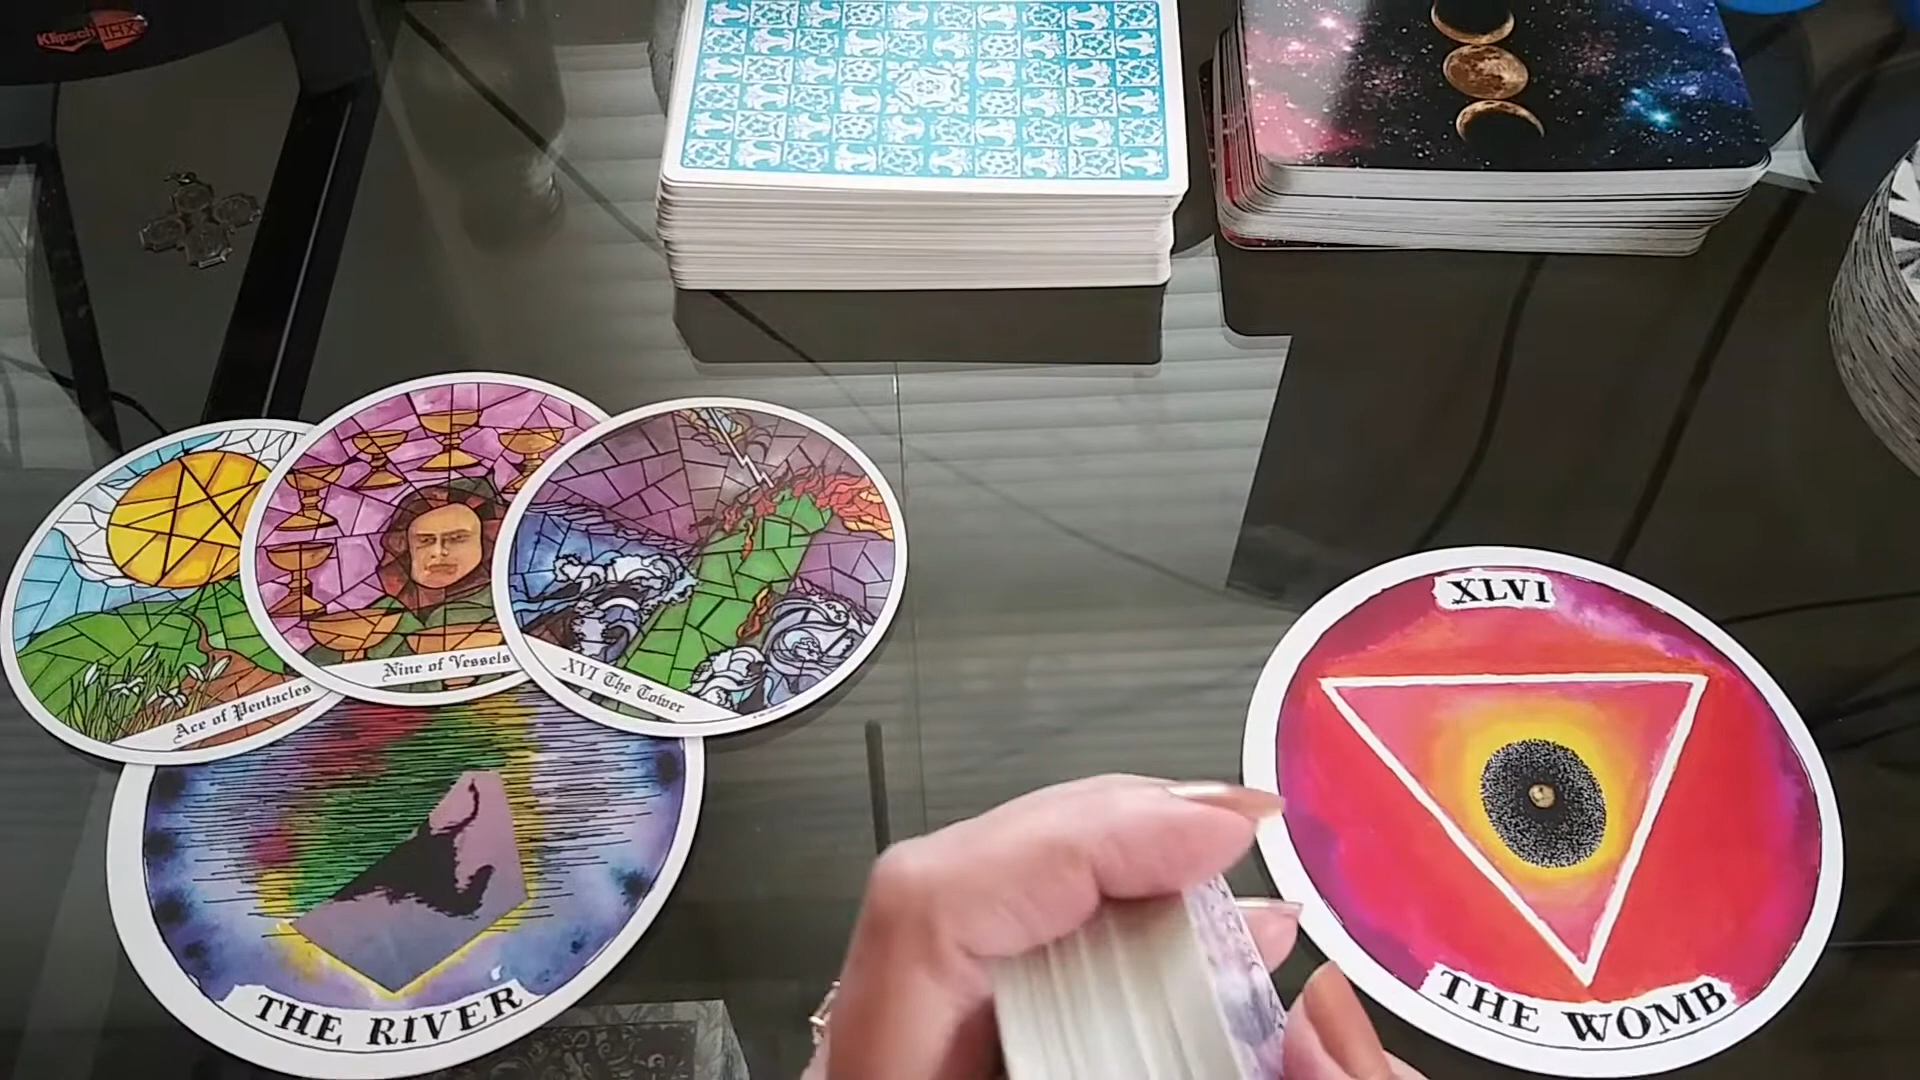 Klipsch THX
XLVI
Nine of Vessels
XVI The Tower
Ace of Pentacles
THE RIVER
THE WOMB